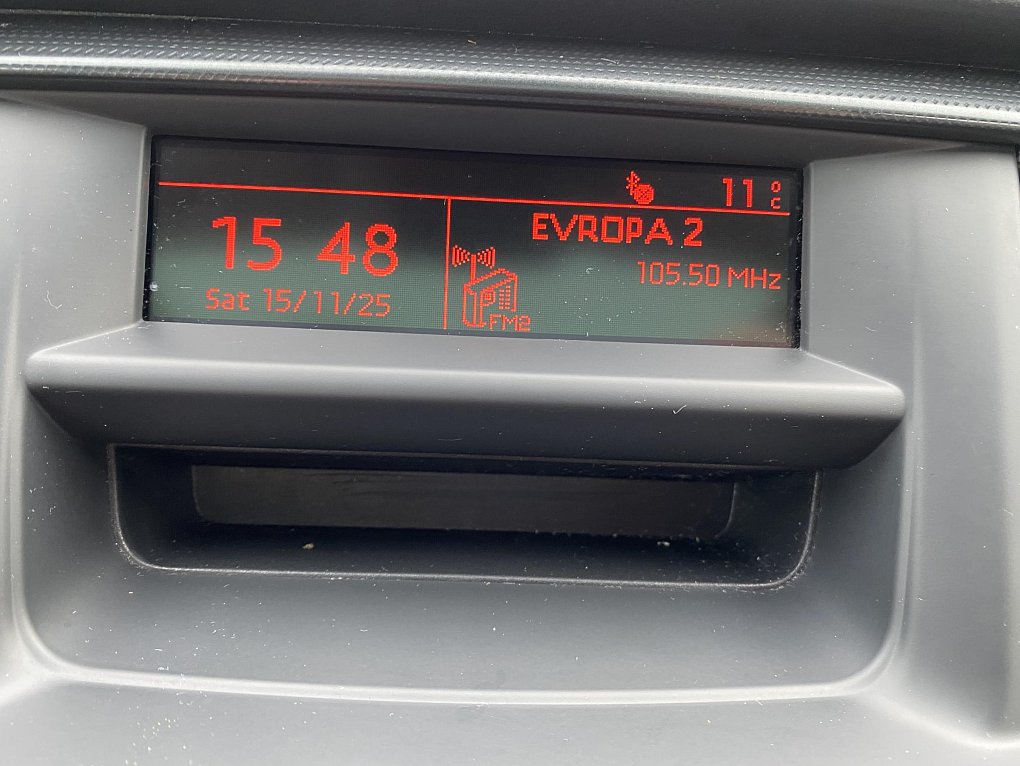 11 °C
15 48
Sat 15/11/25
EVROPA 2
105.50 MHz
FM2